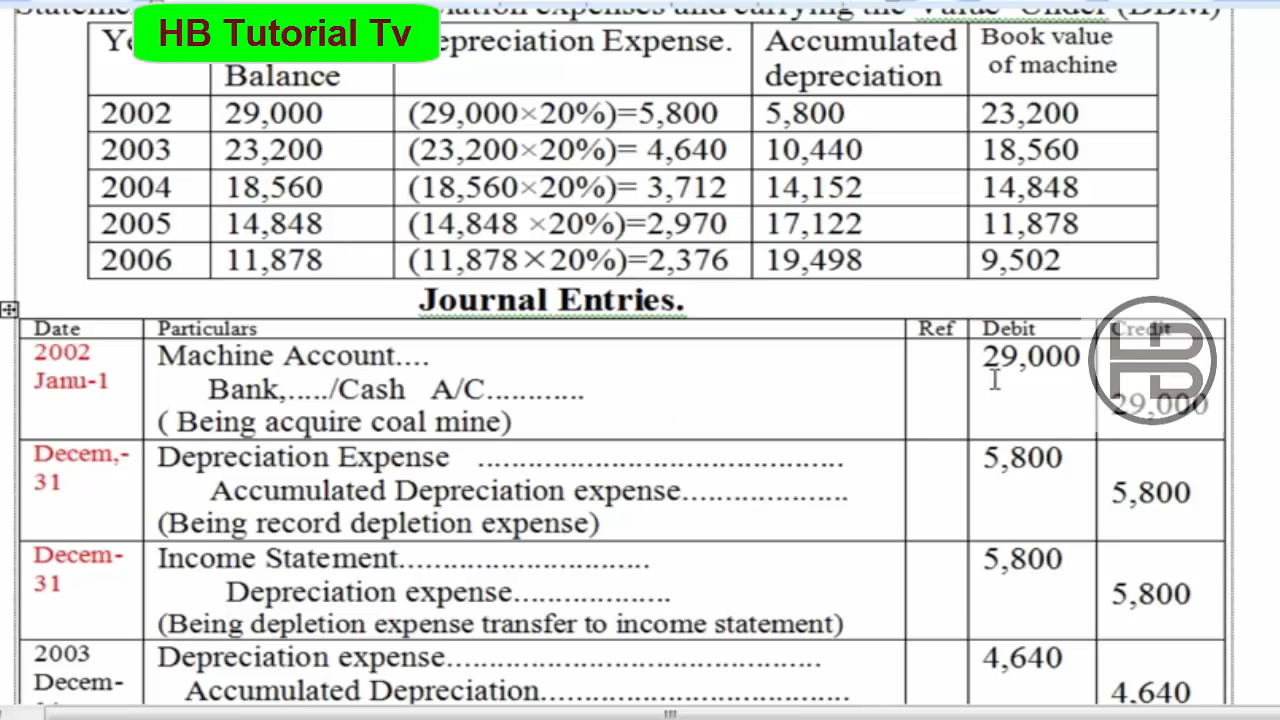 HB Tutorial Tv
expenses and carrying the Value Under (DBM)
Balance Depreciation Expense. Accumulated depreciation Book value of machine
2002 29,000 (29,000×20%)=5,800 5,800 23,200
2003 23,200 (23,200×20%)= 4,640 10,440 18,560
2004 18,560 (18,560×20%)= 3,712 14,152 14,848
2005 14,848 (14,848 ×20%)=2,970 17,122 11,878
2006 11,878 (11,878×20%)=2,376 19,498 9,502
Journal Entries.
Date Particulars Ref Debit Credit
2002 Machine Account.... 29,000
Janu-1 Bank,...../Cash A/C............ 29,000
( Being acquire coal mine)
Decem,- Depreciation Expense ............................................ 5,800
31 Accumulated Depreciation expense.................... 5,800
(Being record depletion expense)
Decem- Income Statement.............................. 5,800
31 Depreciation expense................... 5,800
(Being depletion expense transfer to income statement)
2003 Depreciation expense............................................. 4,640
Decem- Accumulated Depreciation..................................... 4,640